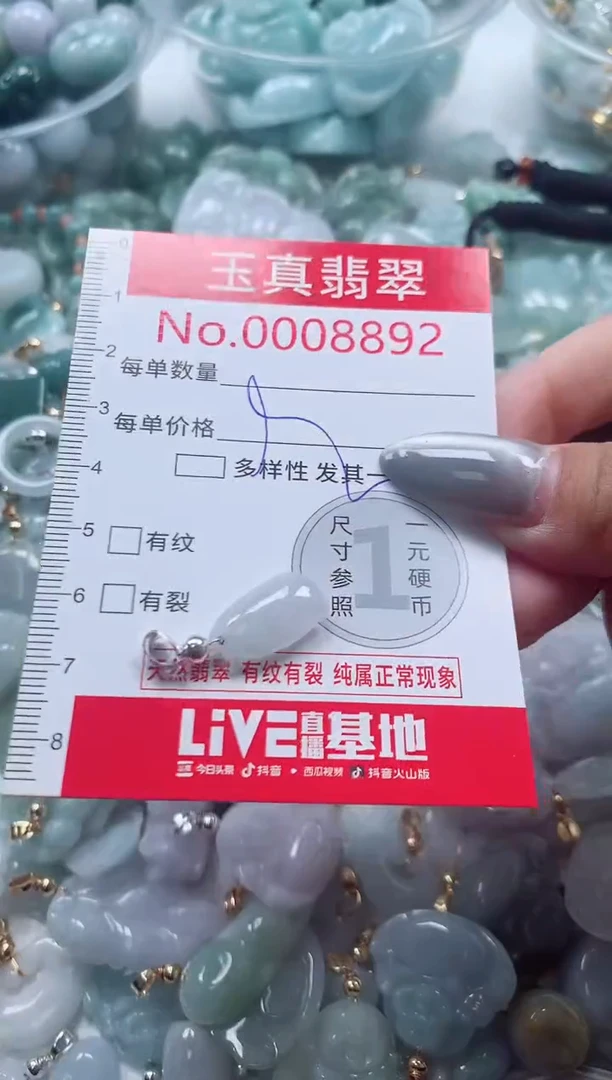 玉真翡翠
No.0008892
每单数量
每单价格
多样性 发其一
有纹
有裂
尺寸参照
1
一元硬币
天然翡翠 有纹有裂 纯属正常现象
LiVE直播基地
今日头条 抖音 西瓜视频 抖音火山版
0
1
2
3
4
5
6
7
8